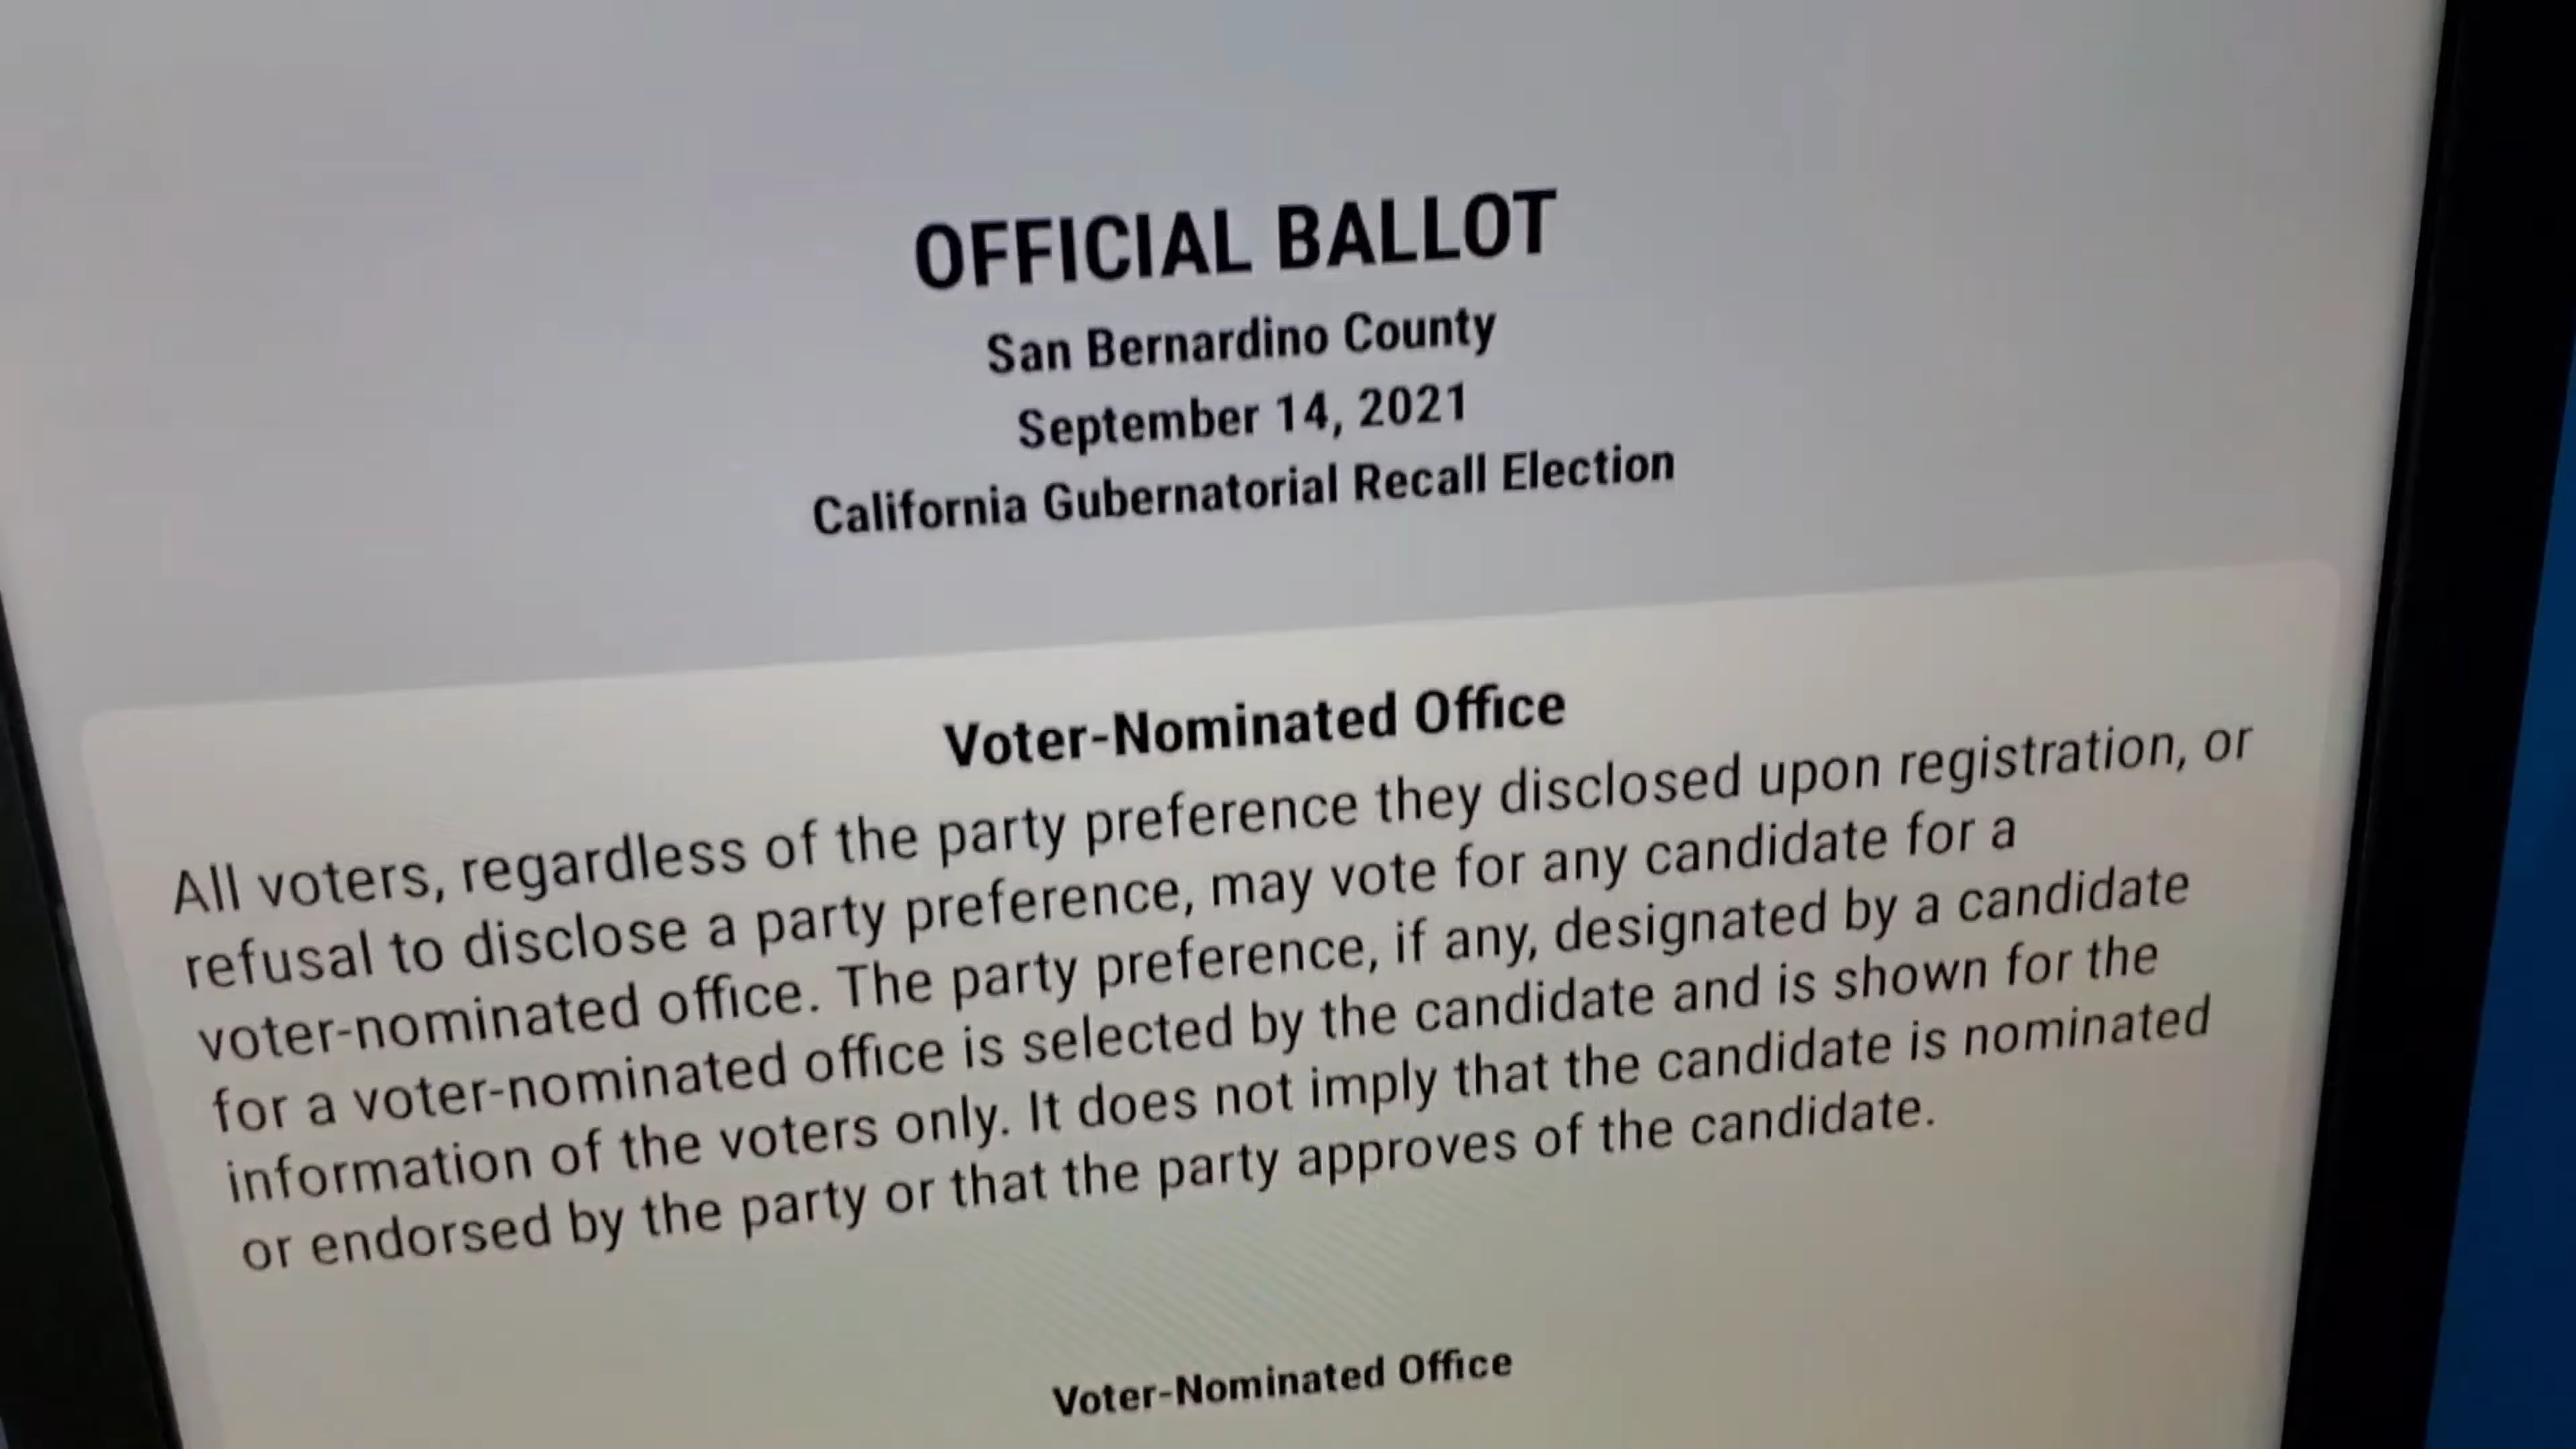 OFFICIAL BALLOT
San Bernardino County
September 14, 2021
California Gubernatorial Recall Election
Voter-Nominated Office
All voters, regardless of the party preference they disclosed upon registration, or
refusal to disclose a party preference, may vote for any candidate for a
voter-nominated office. The party preference, if any, designated by a candidate
for a voter-nominated office is selected by the candidate and is shown for the
information of the voters only. It does not imply that the candidate is nominated
or endorsed by the party or that the party approves of the candidate.
Voter-Nominated Office